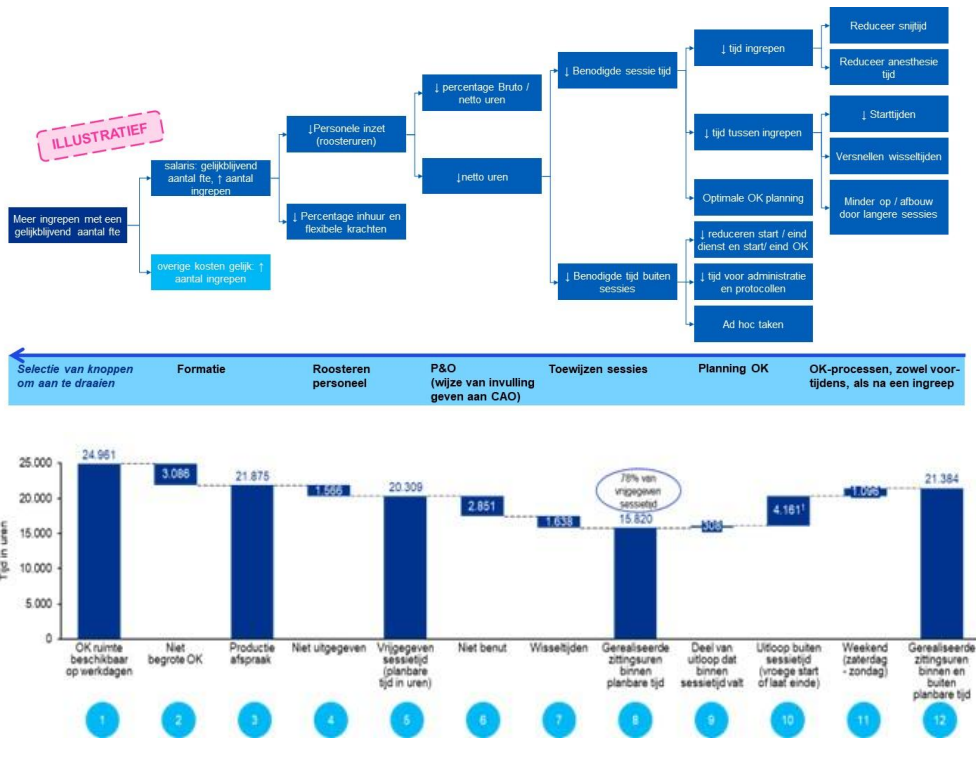 ILLUSTRATIEF
Meer ingrepen met een
gelijkblijvend aantal fte
salaris: gelijkblijvend
aantal fte, ↑ aantal
ingrepen
overige kosten gelijk: ↑
aantal ingrepen
↓Personele inzet
(roosteruren)
↓ Percentage inhuur en
flexibele krachten
↓ percentage Bruto /
netto uren
↓netto uren
↓ Benodigde sessie tijd
↓ Benodigde tijd buiten
sessies
↓ tijd ingrepen
↓ tijd tussen ingrepen
Optimale OK planning
↓ reduceren start / eind
dienst en start/ eind OK
↓ tijd voor administratie
en protocollen
Ad hoc taken
Reduceer snijtijd
Reduceer anesthesie
tijd
↓ Starttijden
Versnellen wisseltijden
Minder op / afbouw
door langere sessies
Selectie van knoppen
om aan te draaien
Formatie
Roosteren
personeel
P&O
(wijze van invulling
geven aan CAO)
Toewijzen sessies
Planning OK
OK-processen, zowel voor-
tijdens, als na een ingreep
Tijd in uren
25.000
20.000
15.000
10.000
5.000
0
24.961
3.086
21.875
1.566
20.309
2.851
1.638
78% van
vrijgegeven
sessietijd
15.820
308
4.161¹
1.096
21.384
OK ruimte
beschikbaar
op werkdagen
Niet
begrote OK
Productie
afspraak
Niet uitgegeven
Vrijgegeven
sessietijd
(planbare
tijd in uren)
Niet benut
Wisseltijden
Gerealiseerde
zittingsuren
binnen
planbare tijd
Deel van
uitloop dat
binnen
sessietijd valt
Uitloop buiten
sessietijd
(vroege start
of laat einde)
Weekend
(zaterdag
- zondag)
Gerealiseerde
zittingsuren
binnen en
buiten
planbare tijd
1 2 3 4 5 6 7 8 9 10 11 12